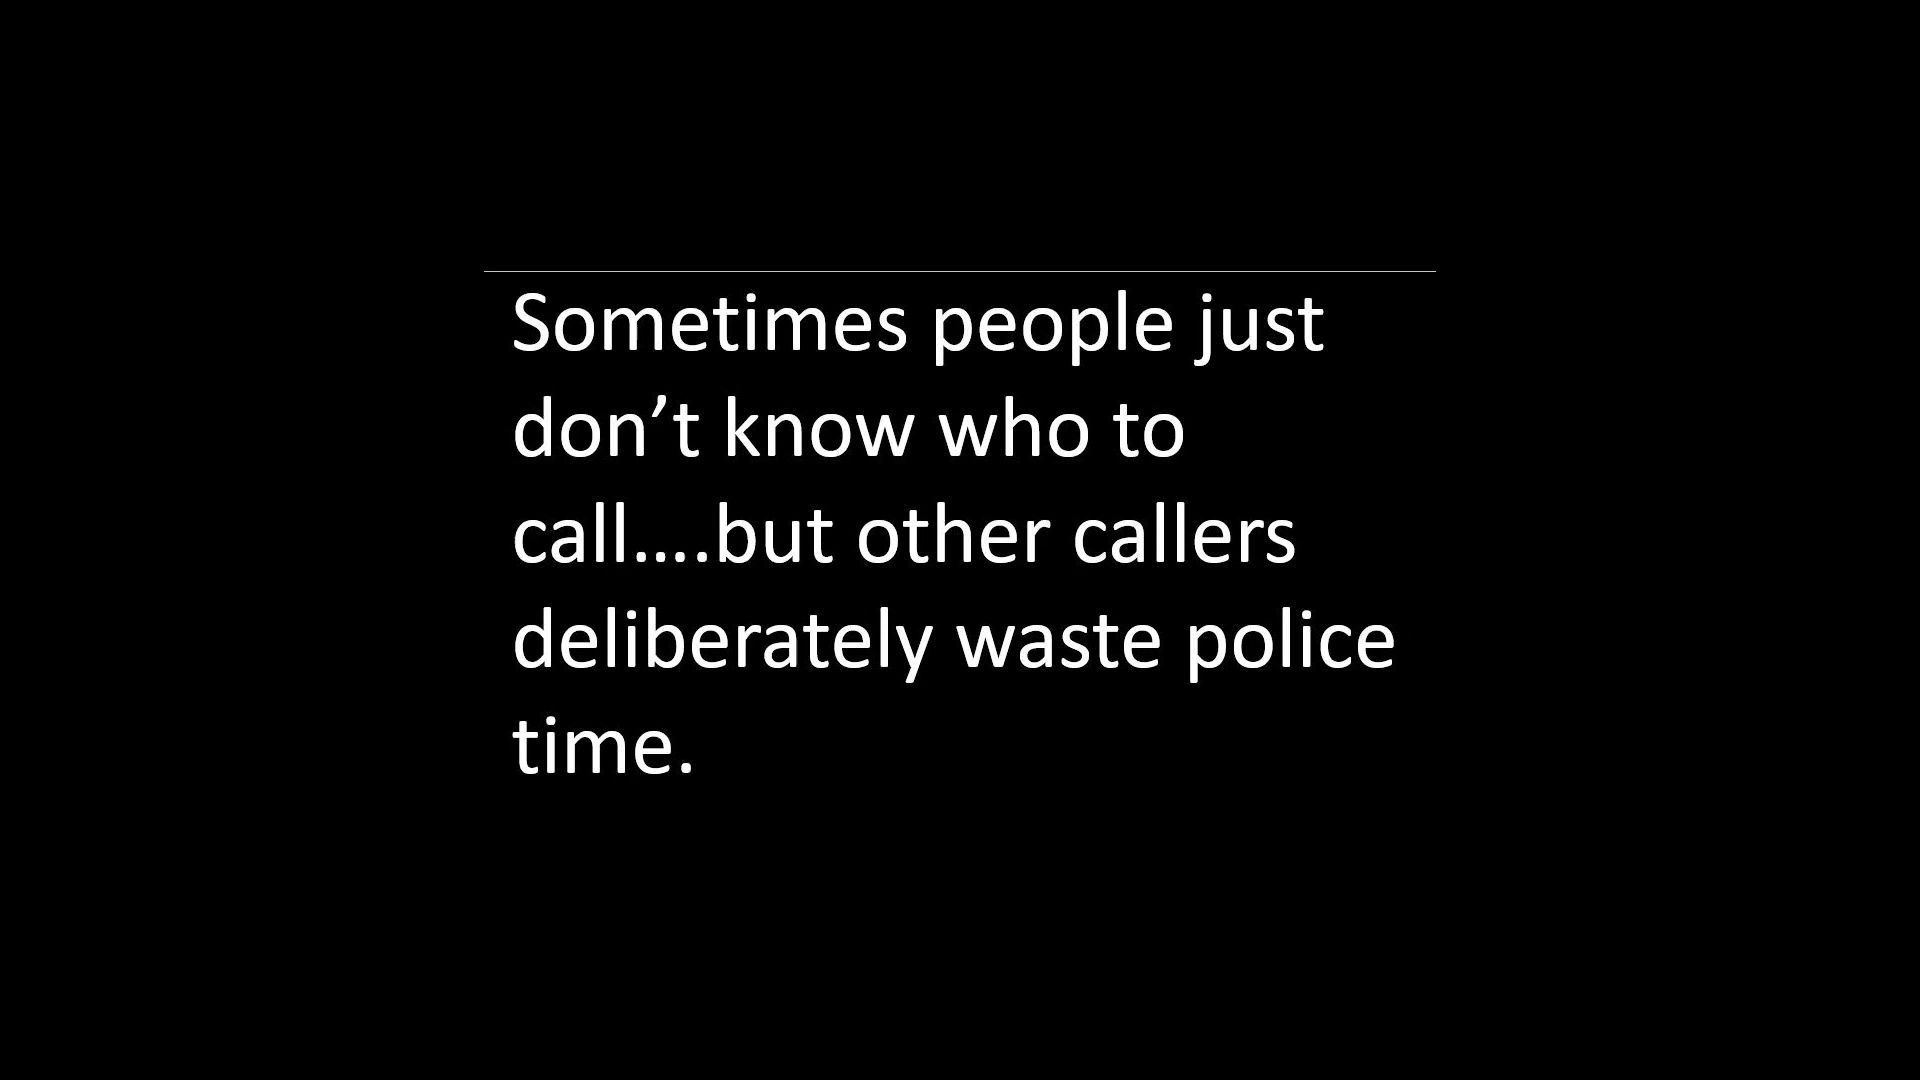 Sometimes people just
don’t know who to
call….but other callers
deliberately waste police
time.